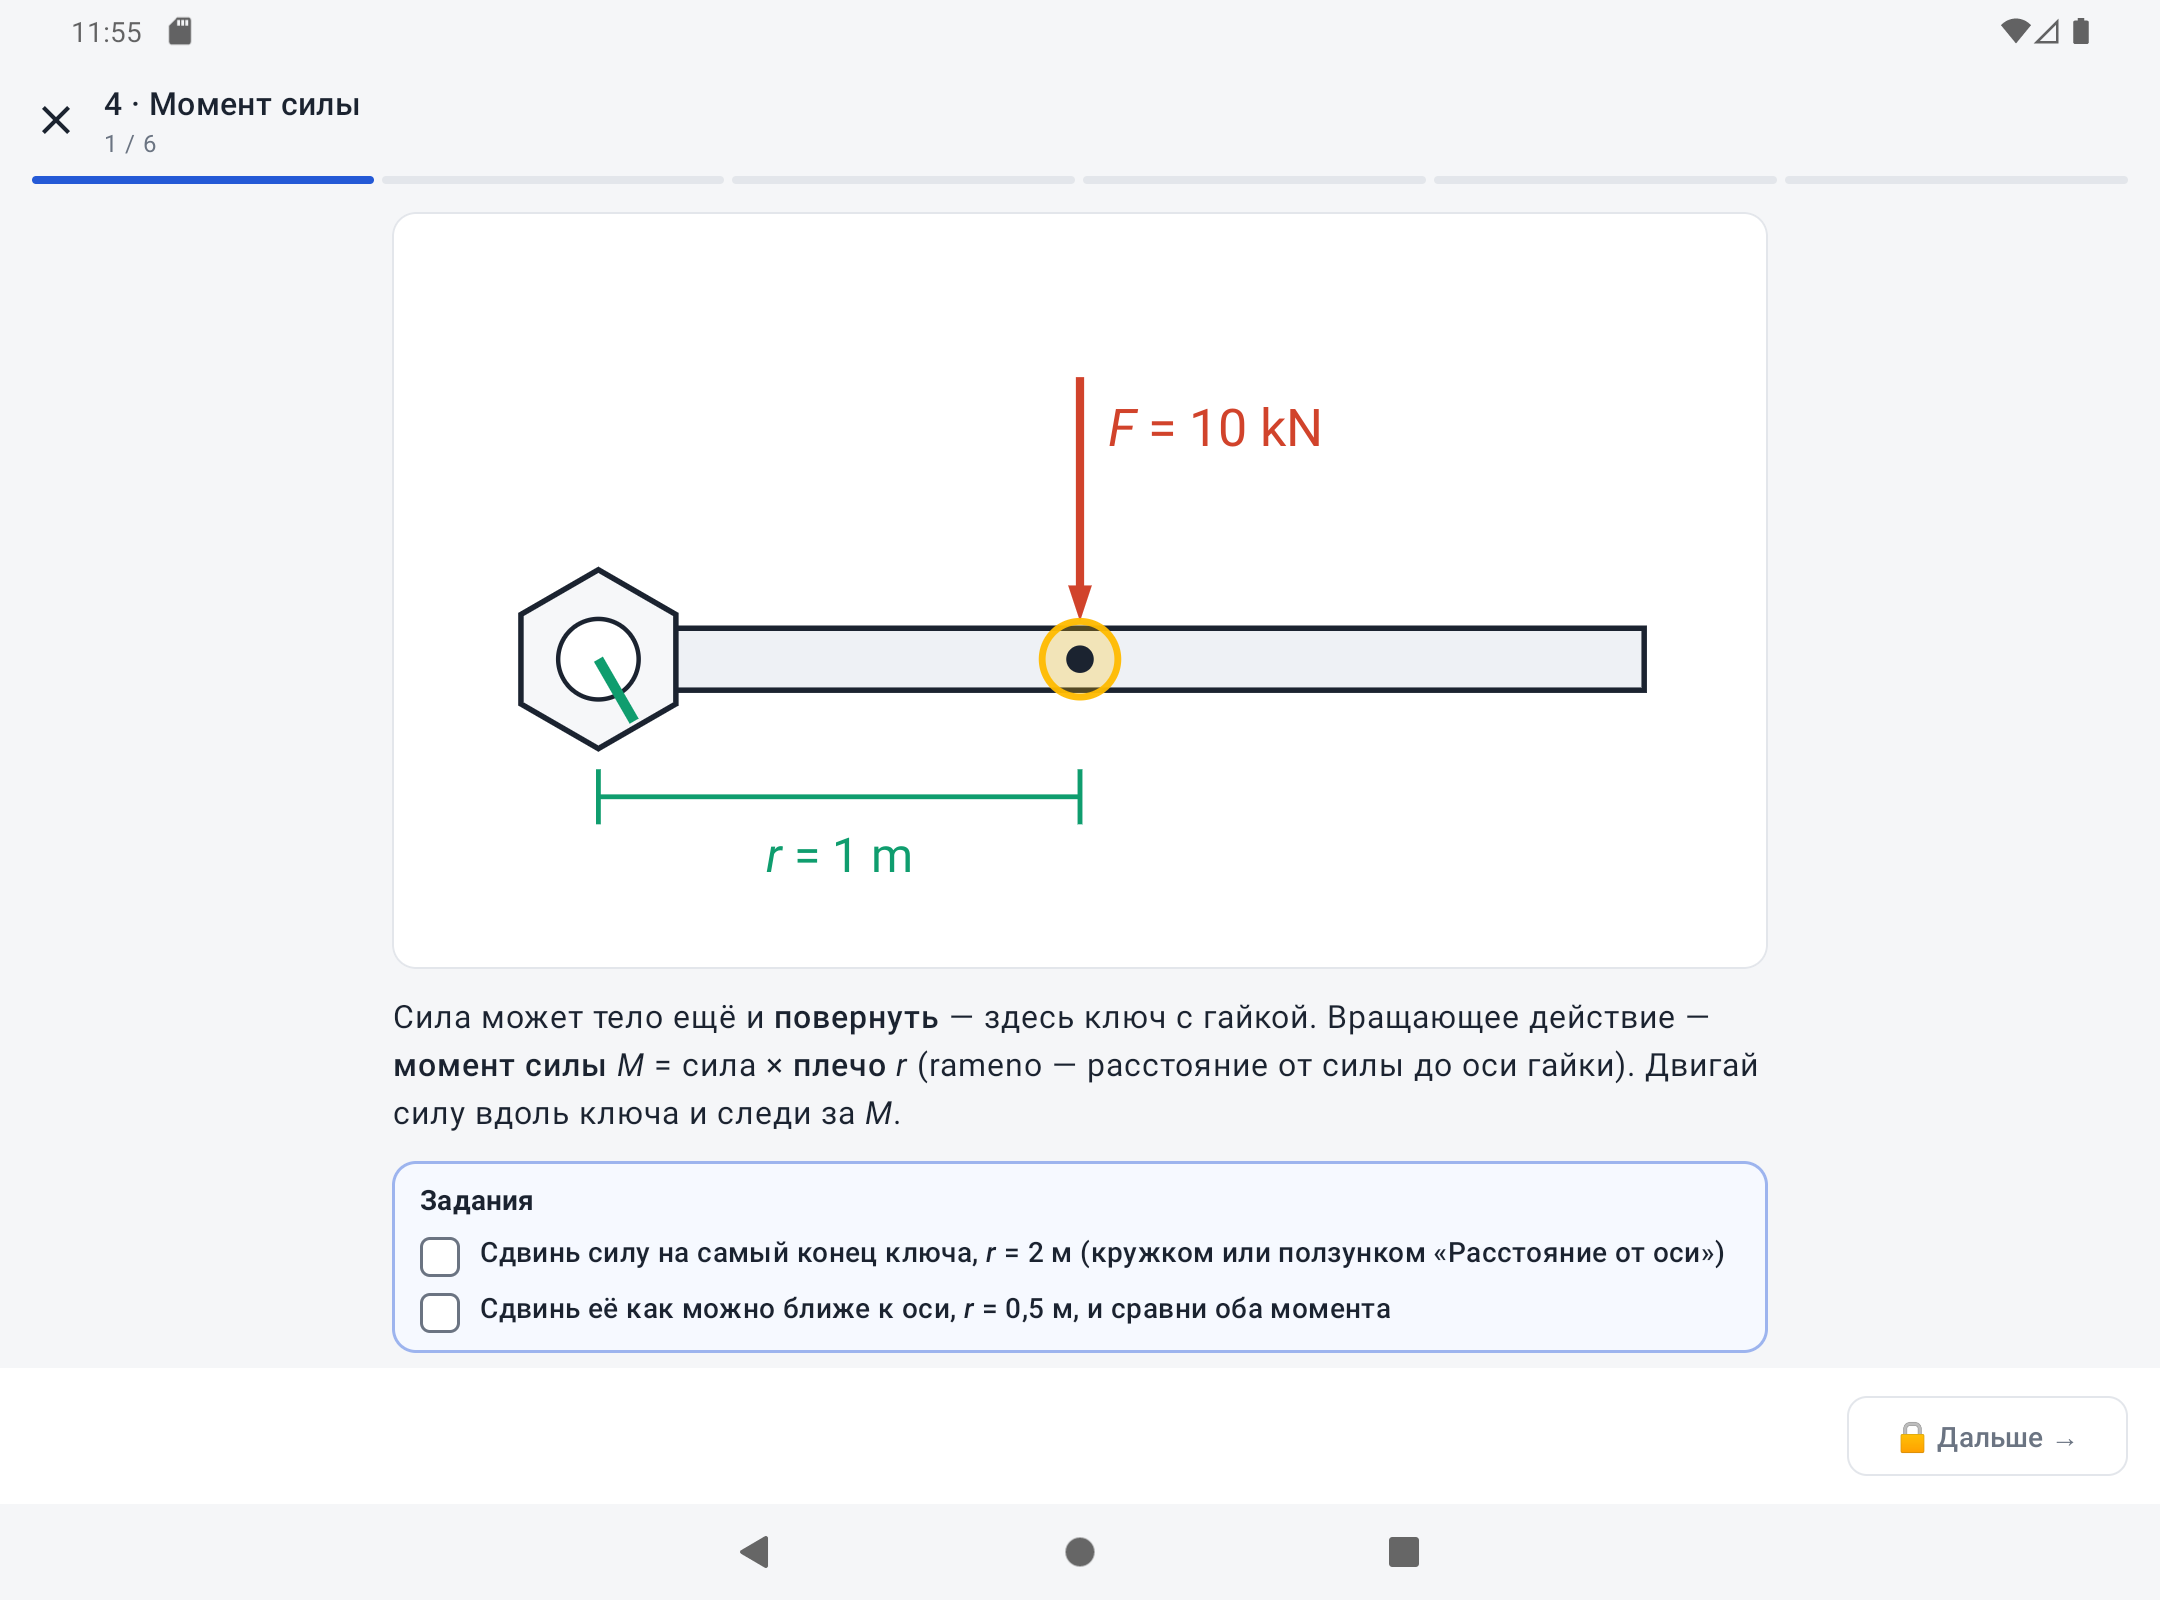 11:55
4 · Момент силы
1 / 6
F = 10 kN
r = 1 m
Сила может тело ещё и повернуть — здесь ключ с гайкой. Вращающее действие —
момент силы M = сила × плечо r (rameno — расстояние от силы до оси гайки). Двигай
силу вдоль ключа и следи за M.
Задания
Сдвинь силу на самый конец ключа, r = 2 м (кружком или ползунком «Расстояние от оси»)
Сдвинь её как можно ближе к оси, r = 0,5 м, и сравни оба момента
Дальше →